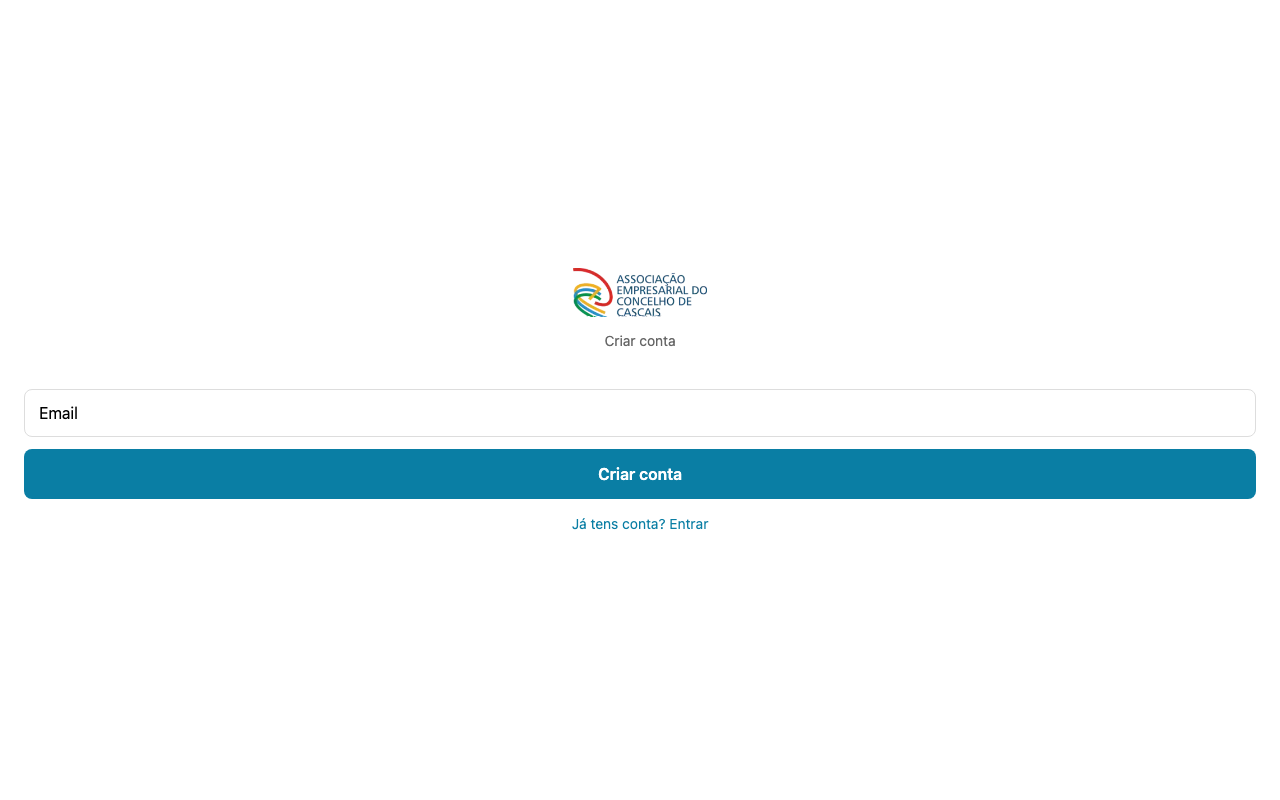 ASSOCIAÇÃO
EMPRESARIAL DO
CONCELHO DE
CASCAIS
Criar conta
Email
Criar conta
Já tens conta? Entrar